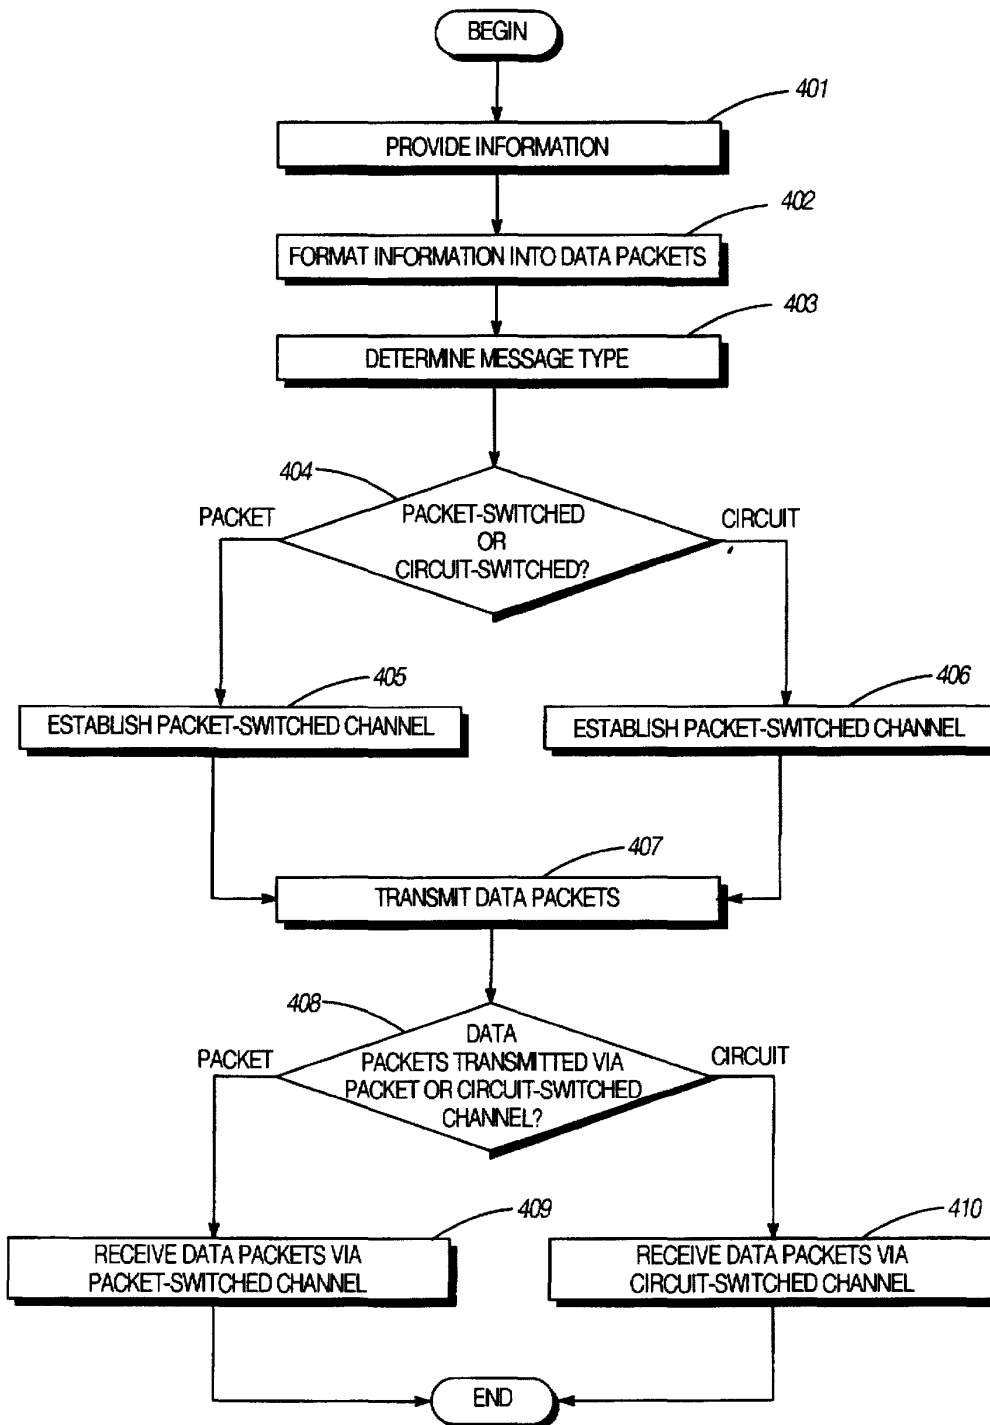 BEGIN
401
PROVIDE INFORMATION
402
FORMAT INFORMATION INTO DATA PACKETS
403
DETERMINE MESSAGE TYPE
404
PACKET
PACKET-SWITCHED
OR
CIRCUIT-SWITCHED?
CIRCUIT
405
ESTABLISH PACKET-SWITCHED CHANNEL
406
ESTABLISH PACKET-SWITCHED CHANNEL
407
TRANSMIT DATA PACKETS
408
PACKET
DATA
PACKETS TRANSMITTED VIA
PACKET OR CIRCUIT-SWITCHED
CHANNEL?
CIRCUIT
409
RECEIVE DATA PACKETS VIA
PACKET-SWITCHED CHANNEL
410
RECEIVE DATA PACKETS VIA
CIRCUIT-SWITCHED CHANNEL
END